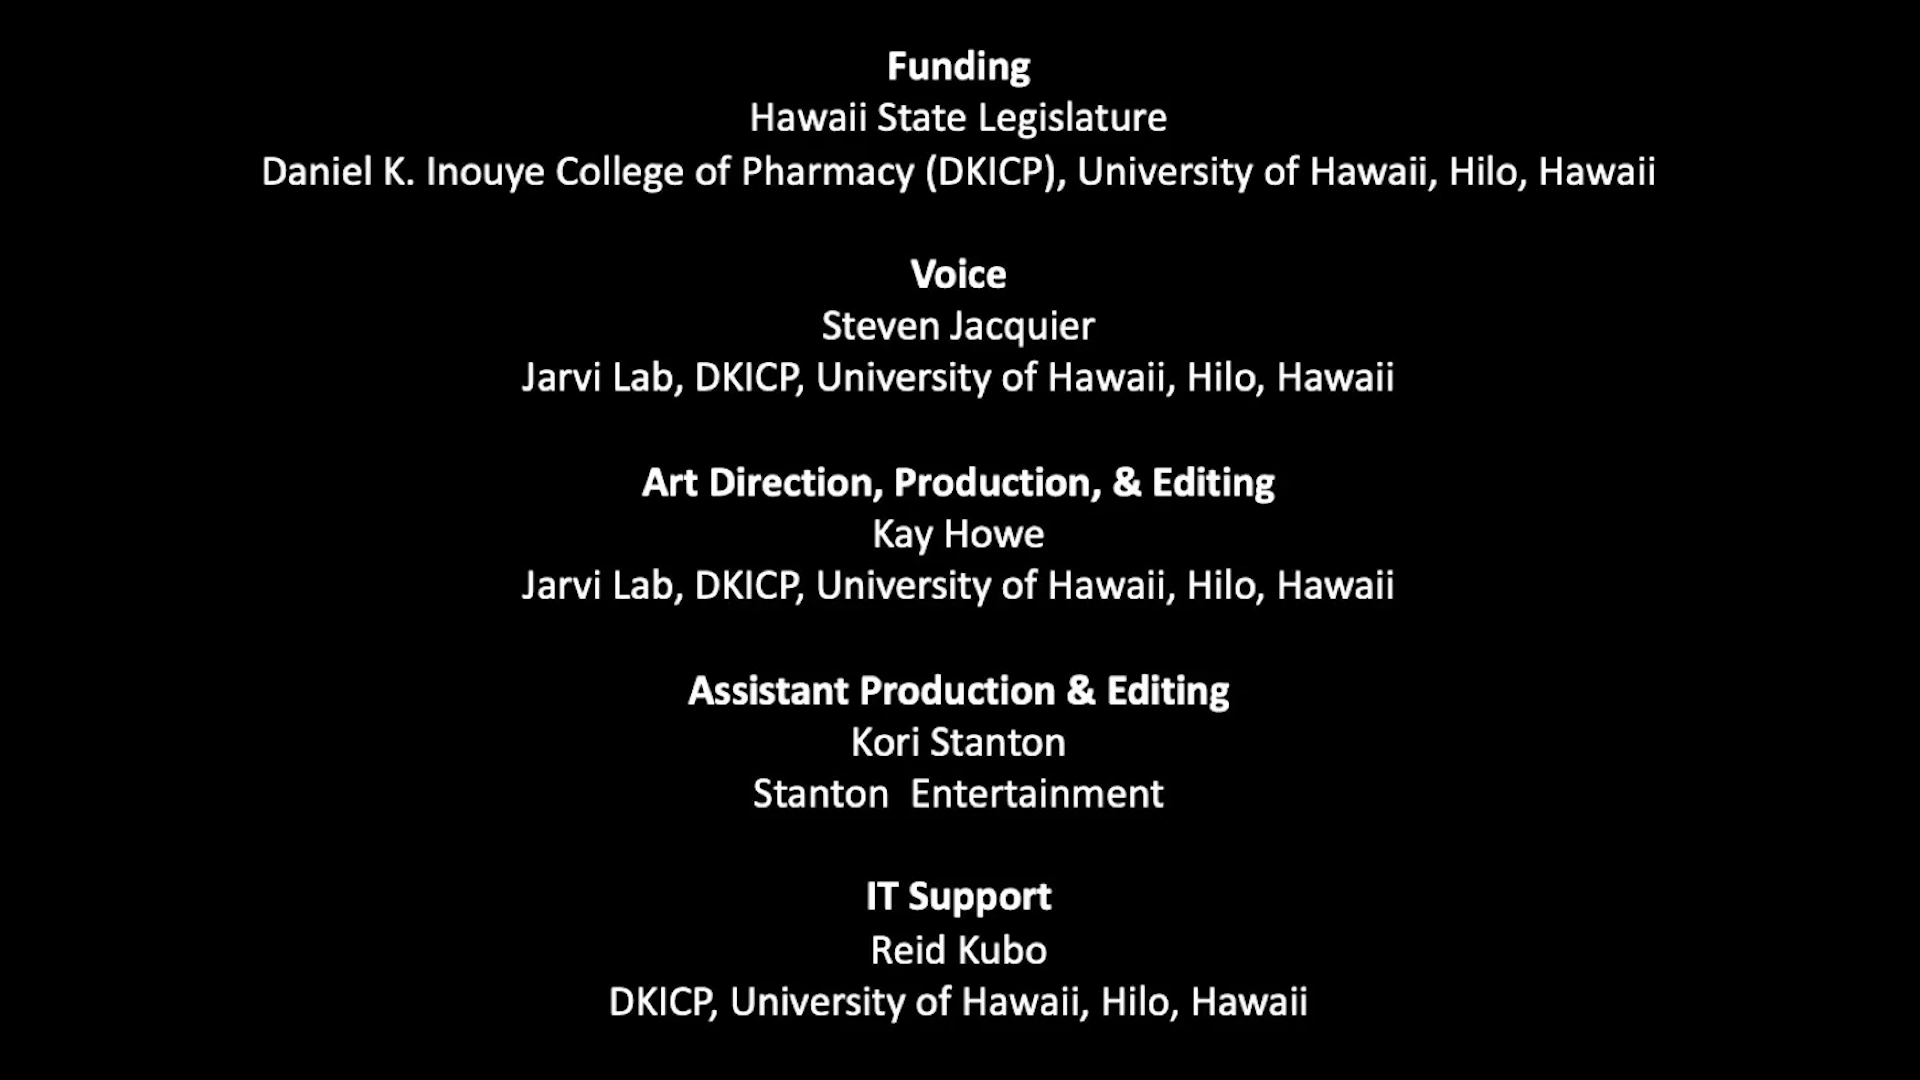 Funding
Hawaii State Legislature
Daniel K. Inouye College of Pharmacy (DKICP), University of Hawaii, Hilo, Hawaii
Voice
Steven Jacquier
Jarvi Lab, DKICP, University of Hawaii, Hilo, Hawaii
Art Direction, Production, & Editing
Kay Howe
Jarvi Lab, DKICP, University of Hawaii, Hilo, Hawaii
Assistant Production & Editing
Kori Stanton
Stanton  Entertainment
IT Support
Reid Kubo
DKICP, University of Hawaii, Hilo, Hawaii